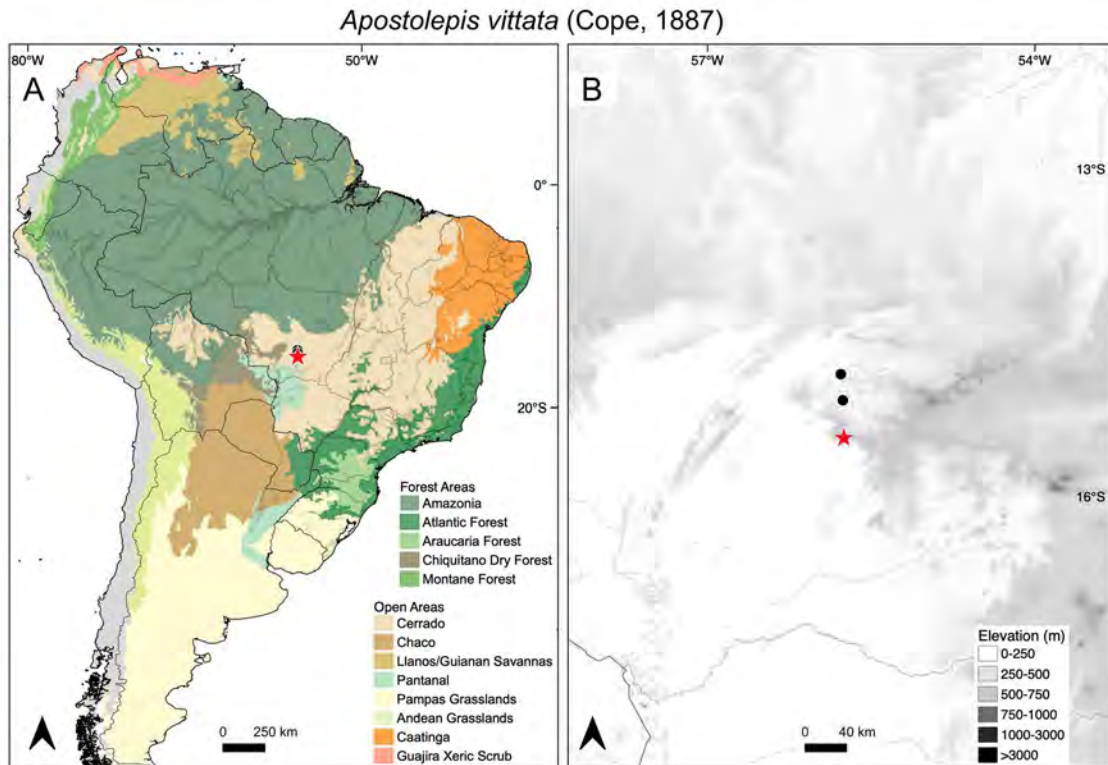 Apostolepis vittata (Cope, 1887)
A
80°W
50°W
0°
20°S
Forest Areas
Amazonia
Atlantic Forest
Araucaria Forest
Chiquitano Dry Forest
Montane Forest
Open Areas
Cerrado
Chaco
Llanos/Guianan Savannas
Pantanal
Pampas Grasslands
Andean Grasslands
Caatinga
Guajira Xeric Scrub
0 250 km
B
57°W
54°W
13°S
16°S
Elevation (m)
0-250
250-500
500-750
750-1000
1000-3000
>3000
0 40 km